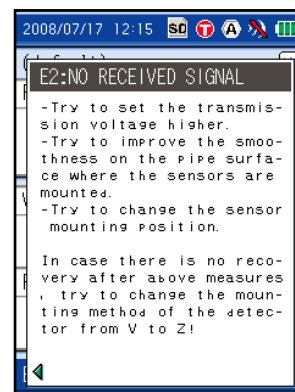 2008/07/17 12:15 SD T A
E2:NO RECEIVED SIGNAL
-Try to set the transmis-
sion voltage higher.
-Try to improve the smoo-
thness on the pipe surfa-
ce where the sensors are
mounted.
-Try to change the sensor
mounting position.
In case there is no reco-
very after above measures
, try to change the moun-
ting method of the detec-
tor from V to Z!